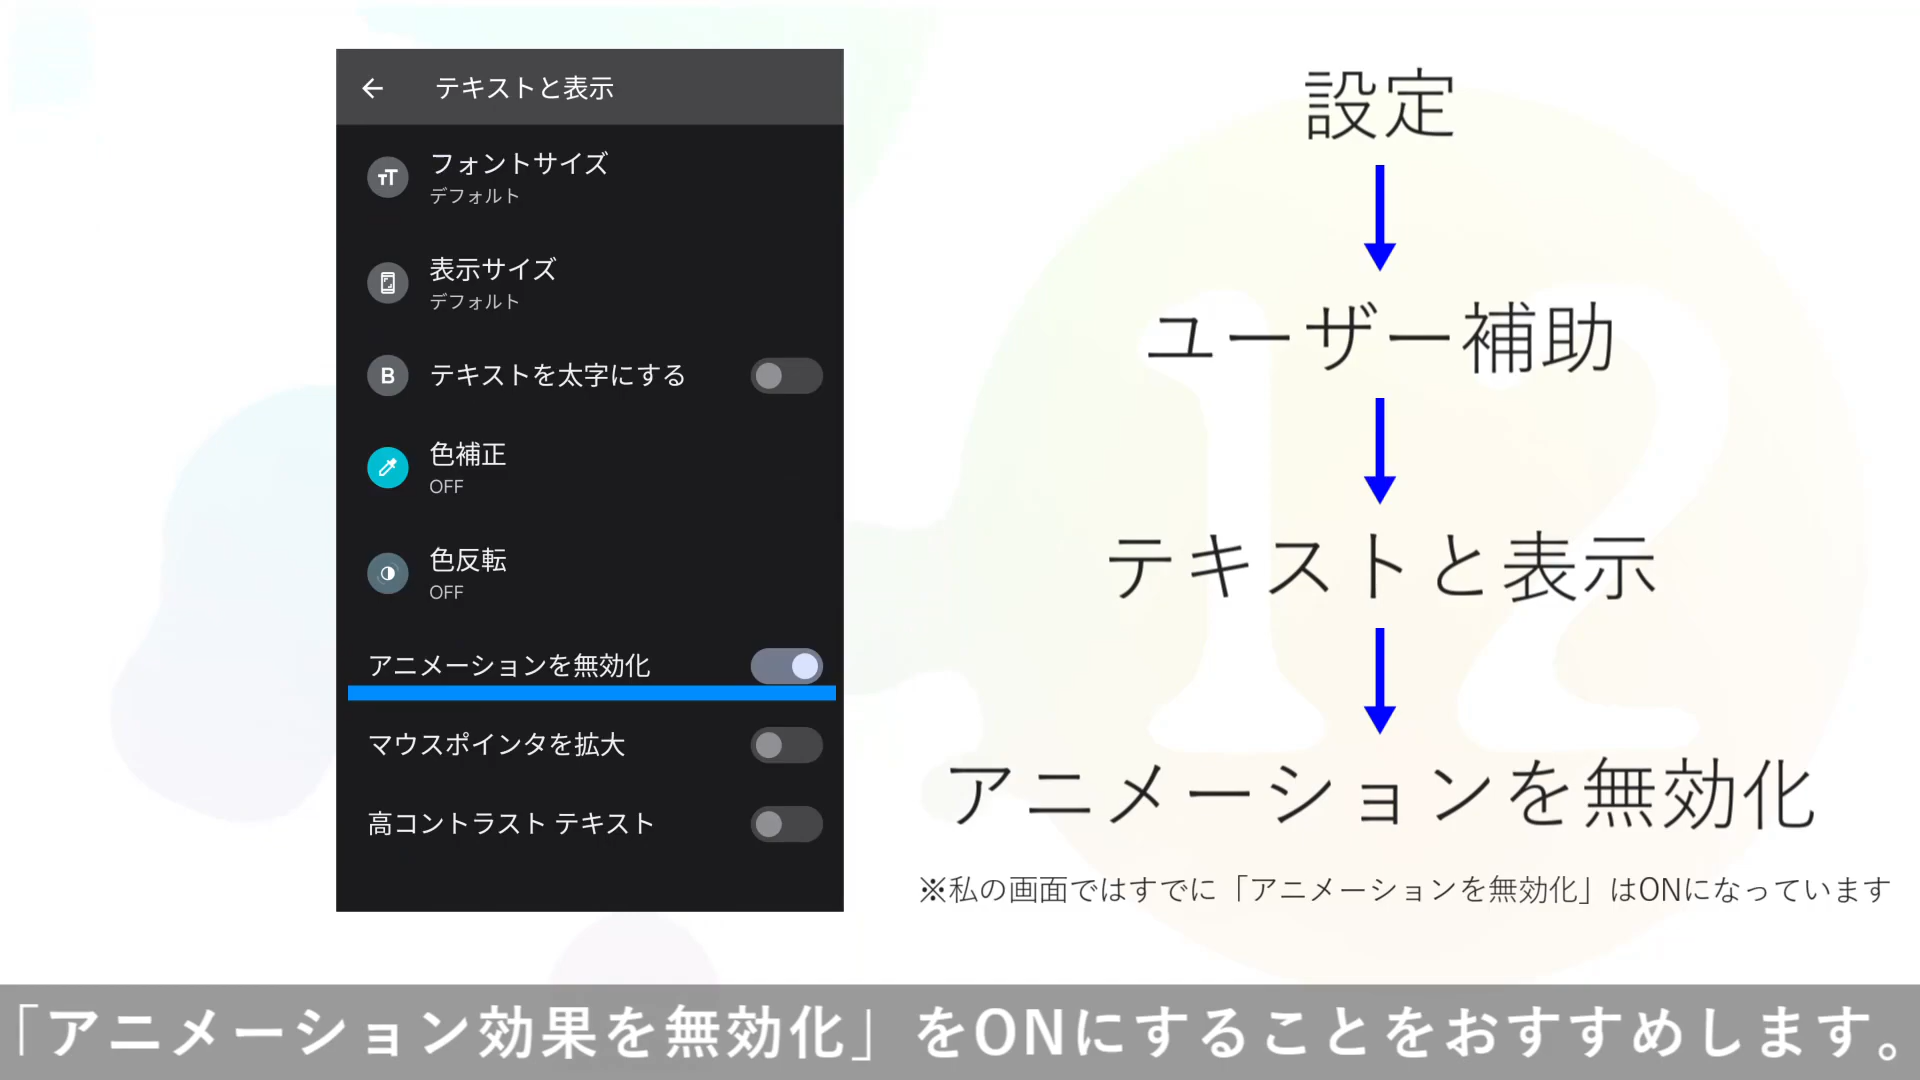 テキストと表示
フォントサイズ
デフォルト
表示サイズ
デフォルト
B テキストを太字にする
色補正
OFF
色反転
OFF
アニメーションを無効化
マウスポインタを拡大
高コントラスト テキスト
設定
ユーザー補助
テキストと表示
アニメーションを無効化
※私の画面ではすでに「アニメーションを無効化」はONになっています
12
「アニメーション効果を無効化」をONにすることをおすすめします。